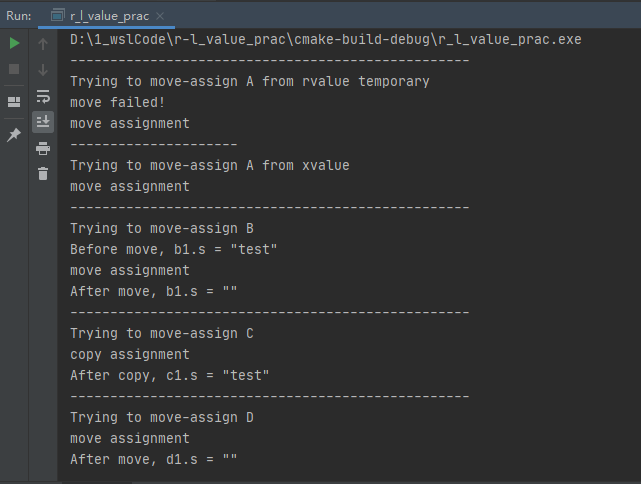 Run: r_l_value_prac
D:\1_wslCode\r-l_value_prac\cmake-build-debug\r_l_value_prac.exe
--------------------------------------------------
Trying to move-assign A from rvalue temporary
move failed!
move assignment
---------------------
Trying to move-assign A from xvalue
move assignment
--------------------------------------------------
Trying to move-assign B
Before move, b1.s = "test"
move assignment
After move, b1.s = ""
--------------------------------------------------
Trying to move-assign C
copy assignment
After copy, c1.s = "test"
--------------------------------------------------
Trying to move-assign D
move assignment
After move, d1.s = ""